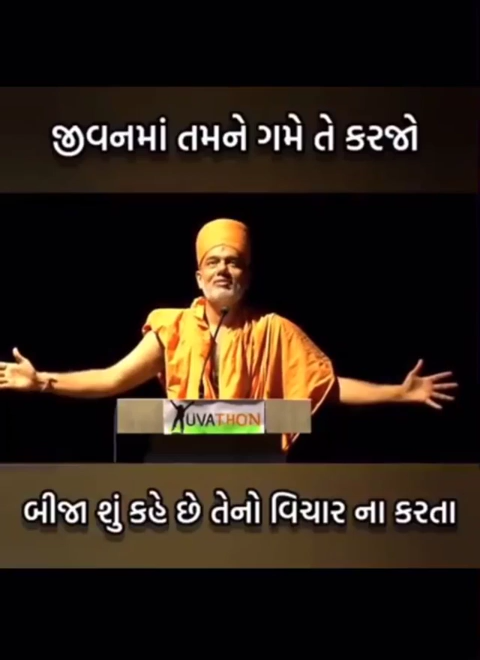 જીવનમાં તમને ગમે તે કરજો
YUVATHON
બીજા શું કહે છે તેનો વિચાર ના કરતા